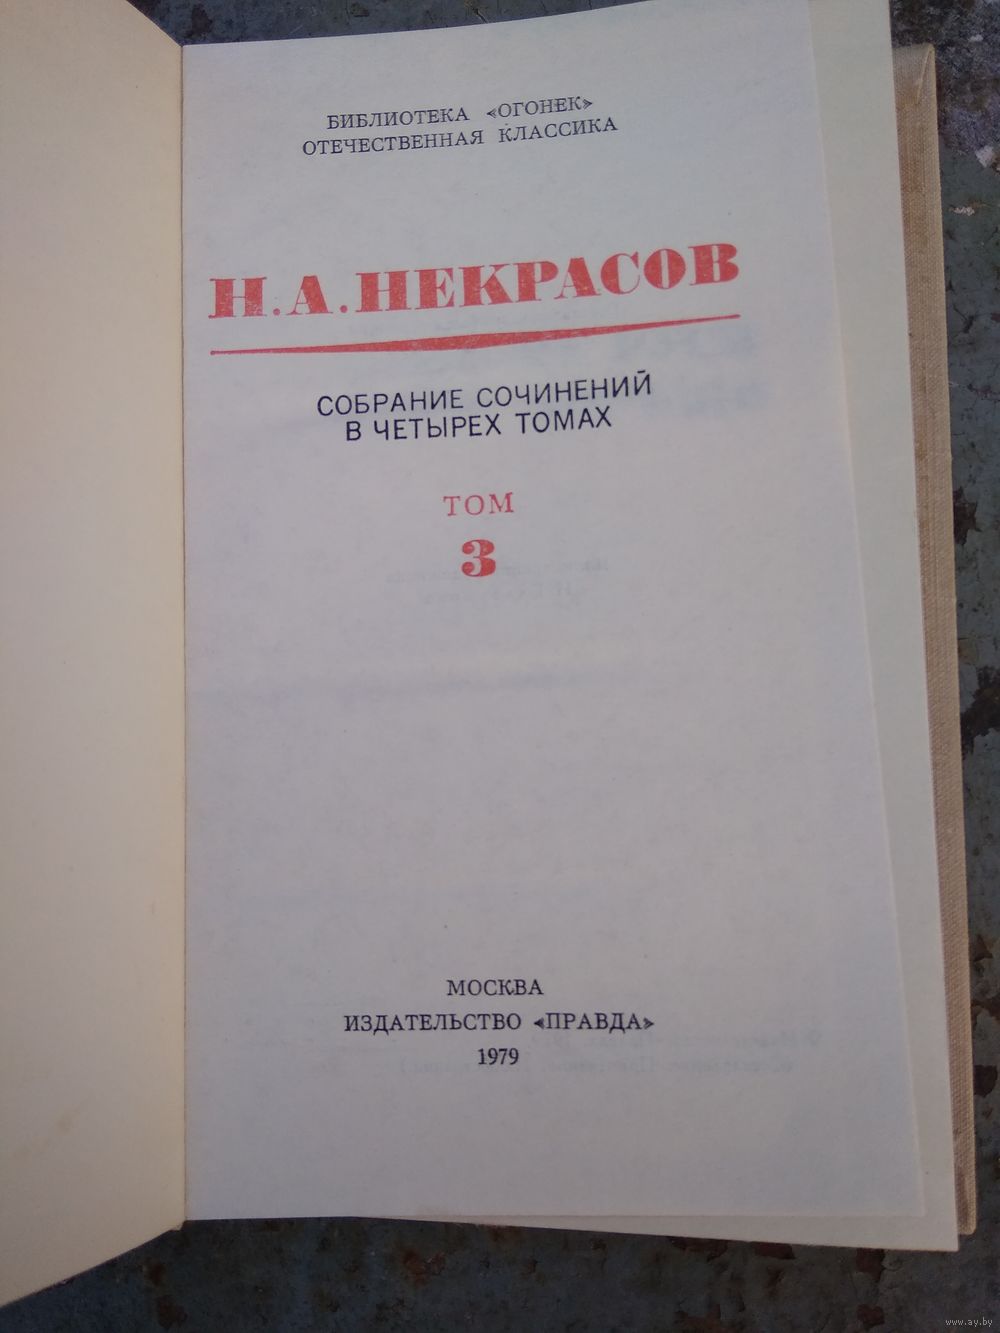 БИБЛИОТЕКА «ОГОНЕК»
ОТЕЧЕСТВЕННАЯ КЛАССИКА
Н.А.НЕКРАСОВ
СОБРАНИЕ СОЧИНЕНИЙ
В ЧЕТЫРЕХ ТОМАХ
ТОМ
3
МОСКВА
ИЗДАТЕЛЬСТВО «ПРАВДА»
1979
www.ay.by